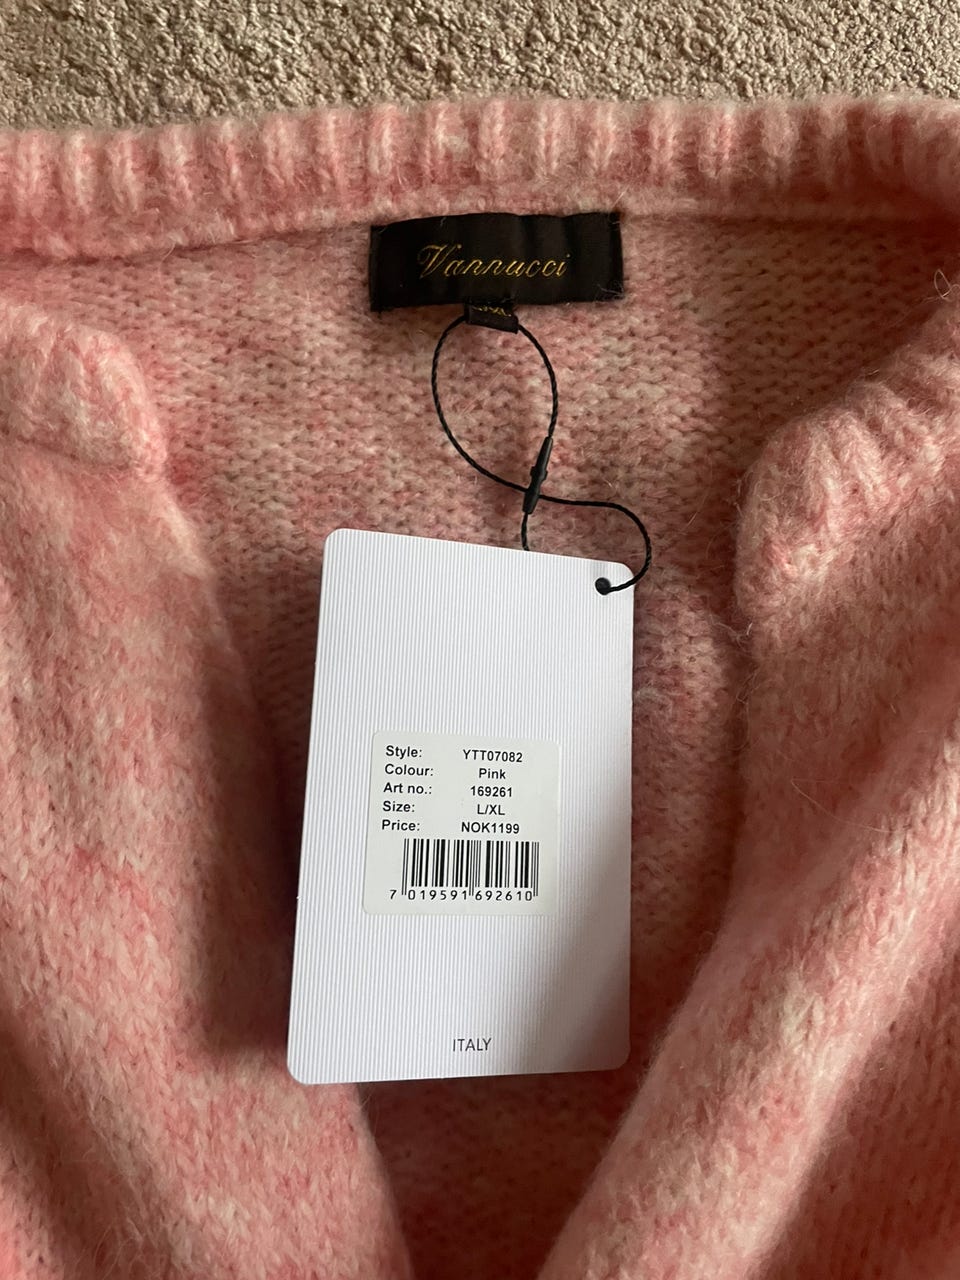 Vannucci
Style: YTT07082
Colour: Pink
Art no.: 169261
Size: L/XL
Price: NOK1199
7 019591 692610
ITALY